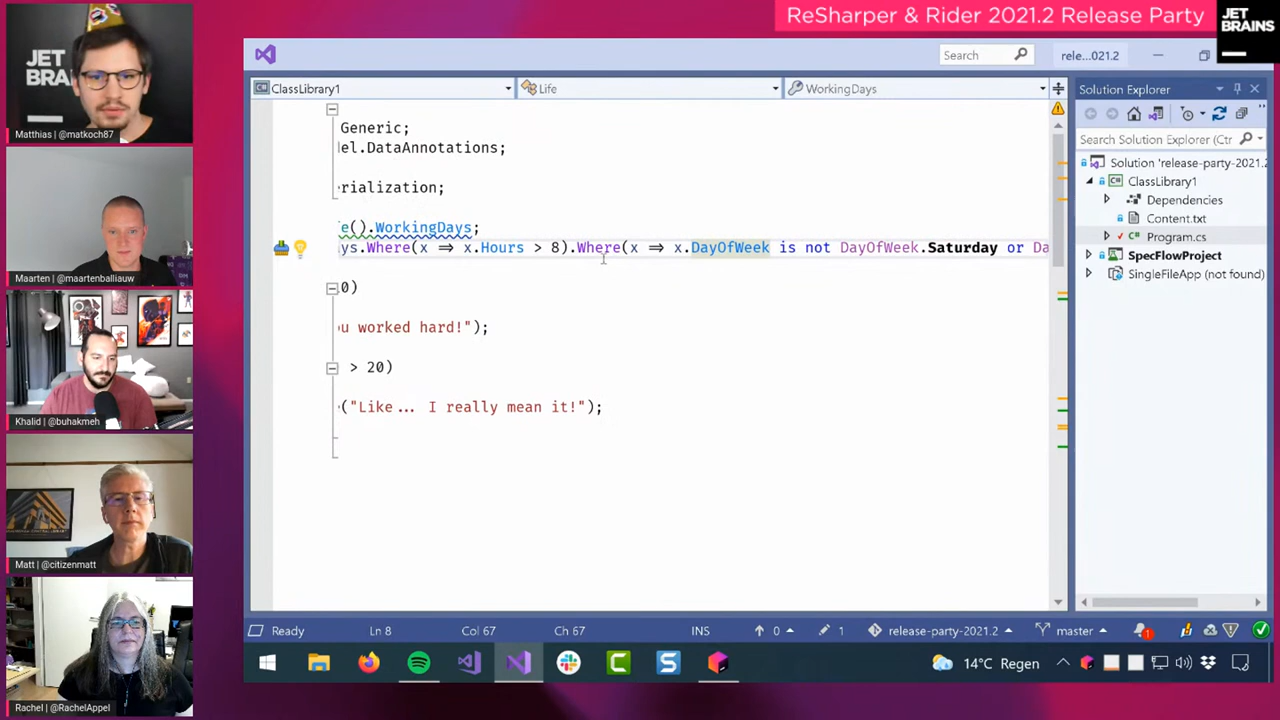 ReSharper & Rider 2021.2 Release Party
JET
BRAINS
JET
BRA
Matthias | @matkoch87
Maarten | @maartenballiauw
Khalid | @buhakmeh
Matt | @citizenmatt
Rachel | @RachelAppel
Search
rele...021.2
ClassLibrary1
Life
WorkingDays
Generic;
el.DataAnnotations;
rialization;
e().WorkingDays;
ys.Where(x => x.Hours > 8).Where(x => x.DayOfWeek is not DayOfWeek.Saturday or Da
0)
u worked hard!");
> 20)
("Like... I really mean it!");
Solution Explorer
Search Solution Explorer (Ctr
Solution 'release-party-2021.
ClassLibrary1
Dependencies
Content.txt
Program.cs
SpecFlowProject
SingleFileApp (not found)
Ready
Ln 8
Col 67
Ch 67
INS
0
1
release-party-2021.2
master
1
14°C Regen